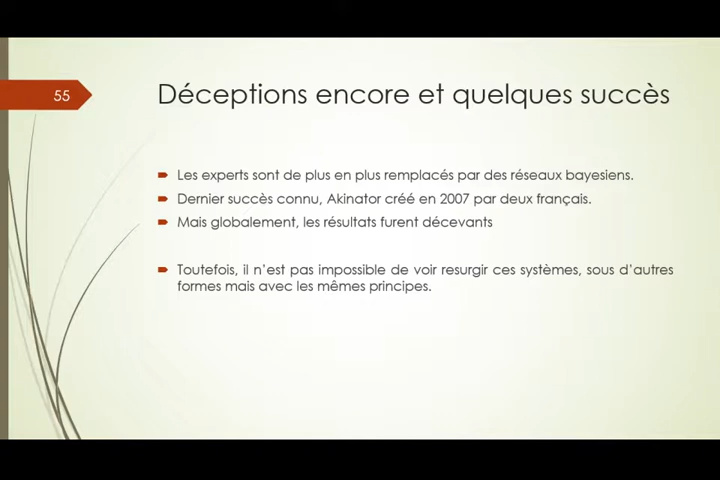 55
Déceptions encore et quelques succès
Les experts sont de plus en plus remplacés par des réseaux bayesiens.
Dernier succès connu, Akinator créé en 2007 par deux français.
Mais globalement, les résultats furent décevants
Toutefois, il n’est pas impossible de voir resurgir ces systèmes, sous d’autres
formes mais avec les mêmes principes.